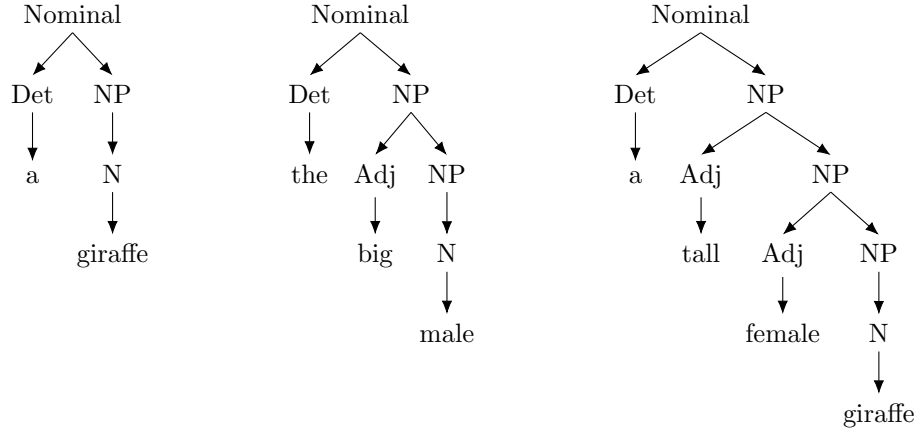 Nominal Nominal Nominal
Det NP Det NP Det NP
a N the Adj NP a Adj NP
giraffe big N tall Adj NP
male female N
giraffe